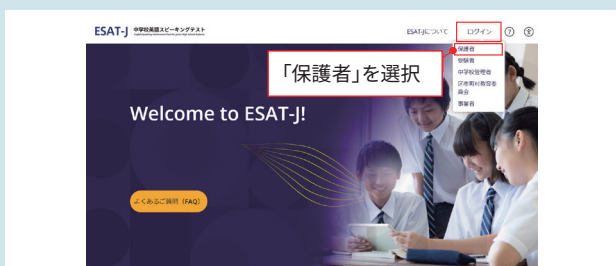 ESAT-J 中学校英語スピーキングテスト
ESAT-Jについて ログイン ?
保護者
受験者
中学校管理者
区市町村教育委
員会
事業者
「保護者」を選択
Welcome to ESAT-J!
よくあるご質問(FAQ)